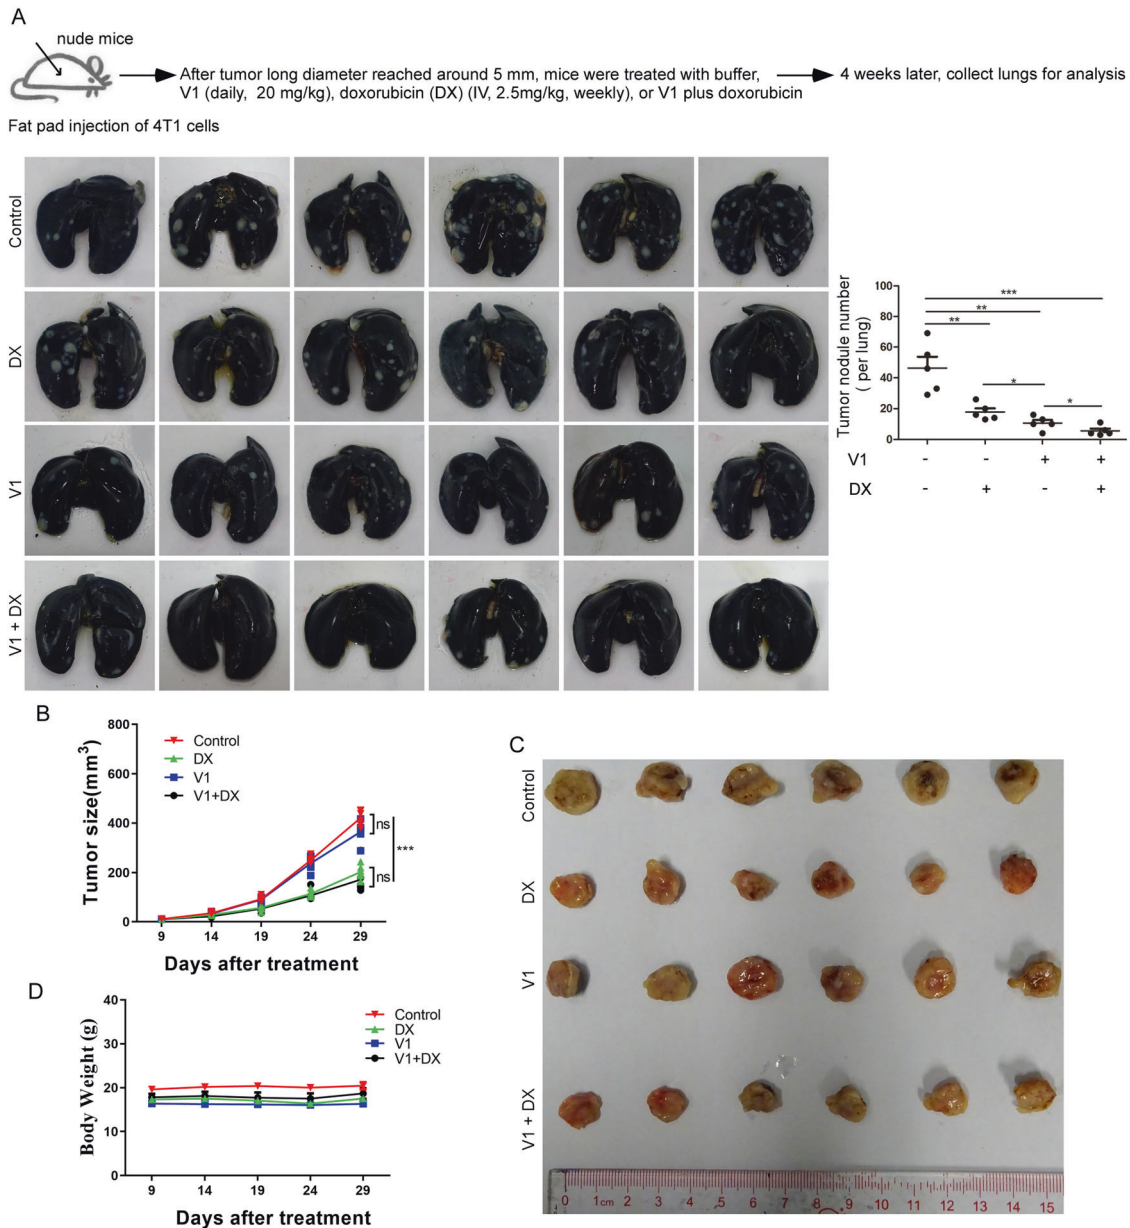 A
nude mice
After tumor long diameter reached around 5 mm, mice were treated with buffer,
V1 (daily, 20 mg/kg), doxorubicin (DX) (IV, 2.5mg/kg, weekly), or V1 plus doxorubicin
4 weeks later, collect lungs for analysis
Fat pad injection of 4T1 cells
Control
DX
V1
V1 + DX
Tumor nodule number
( per lung)
100
80
60
40
20
0
***
**
**
*
*
V1 - - + +
DX - + - +
B
Tumor size(mm3)
800
600
400
200
0
Control
DX
V1
V1+DX
ns
***
ns
9 14 19 24 29
Days after treatment
C
Control
DX
V1
V1 + DX
0 1cm 2 3 4 5 6 7 8 9 10 11 12 13 14 15
D
Body Weight (g)
40
30
20
10
0
Control
DX
V1
V1+DX
9 14 19 24 29
Days after treatment